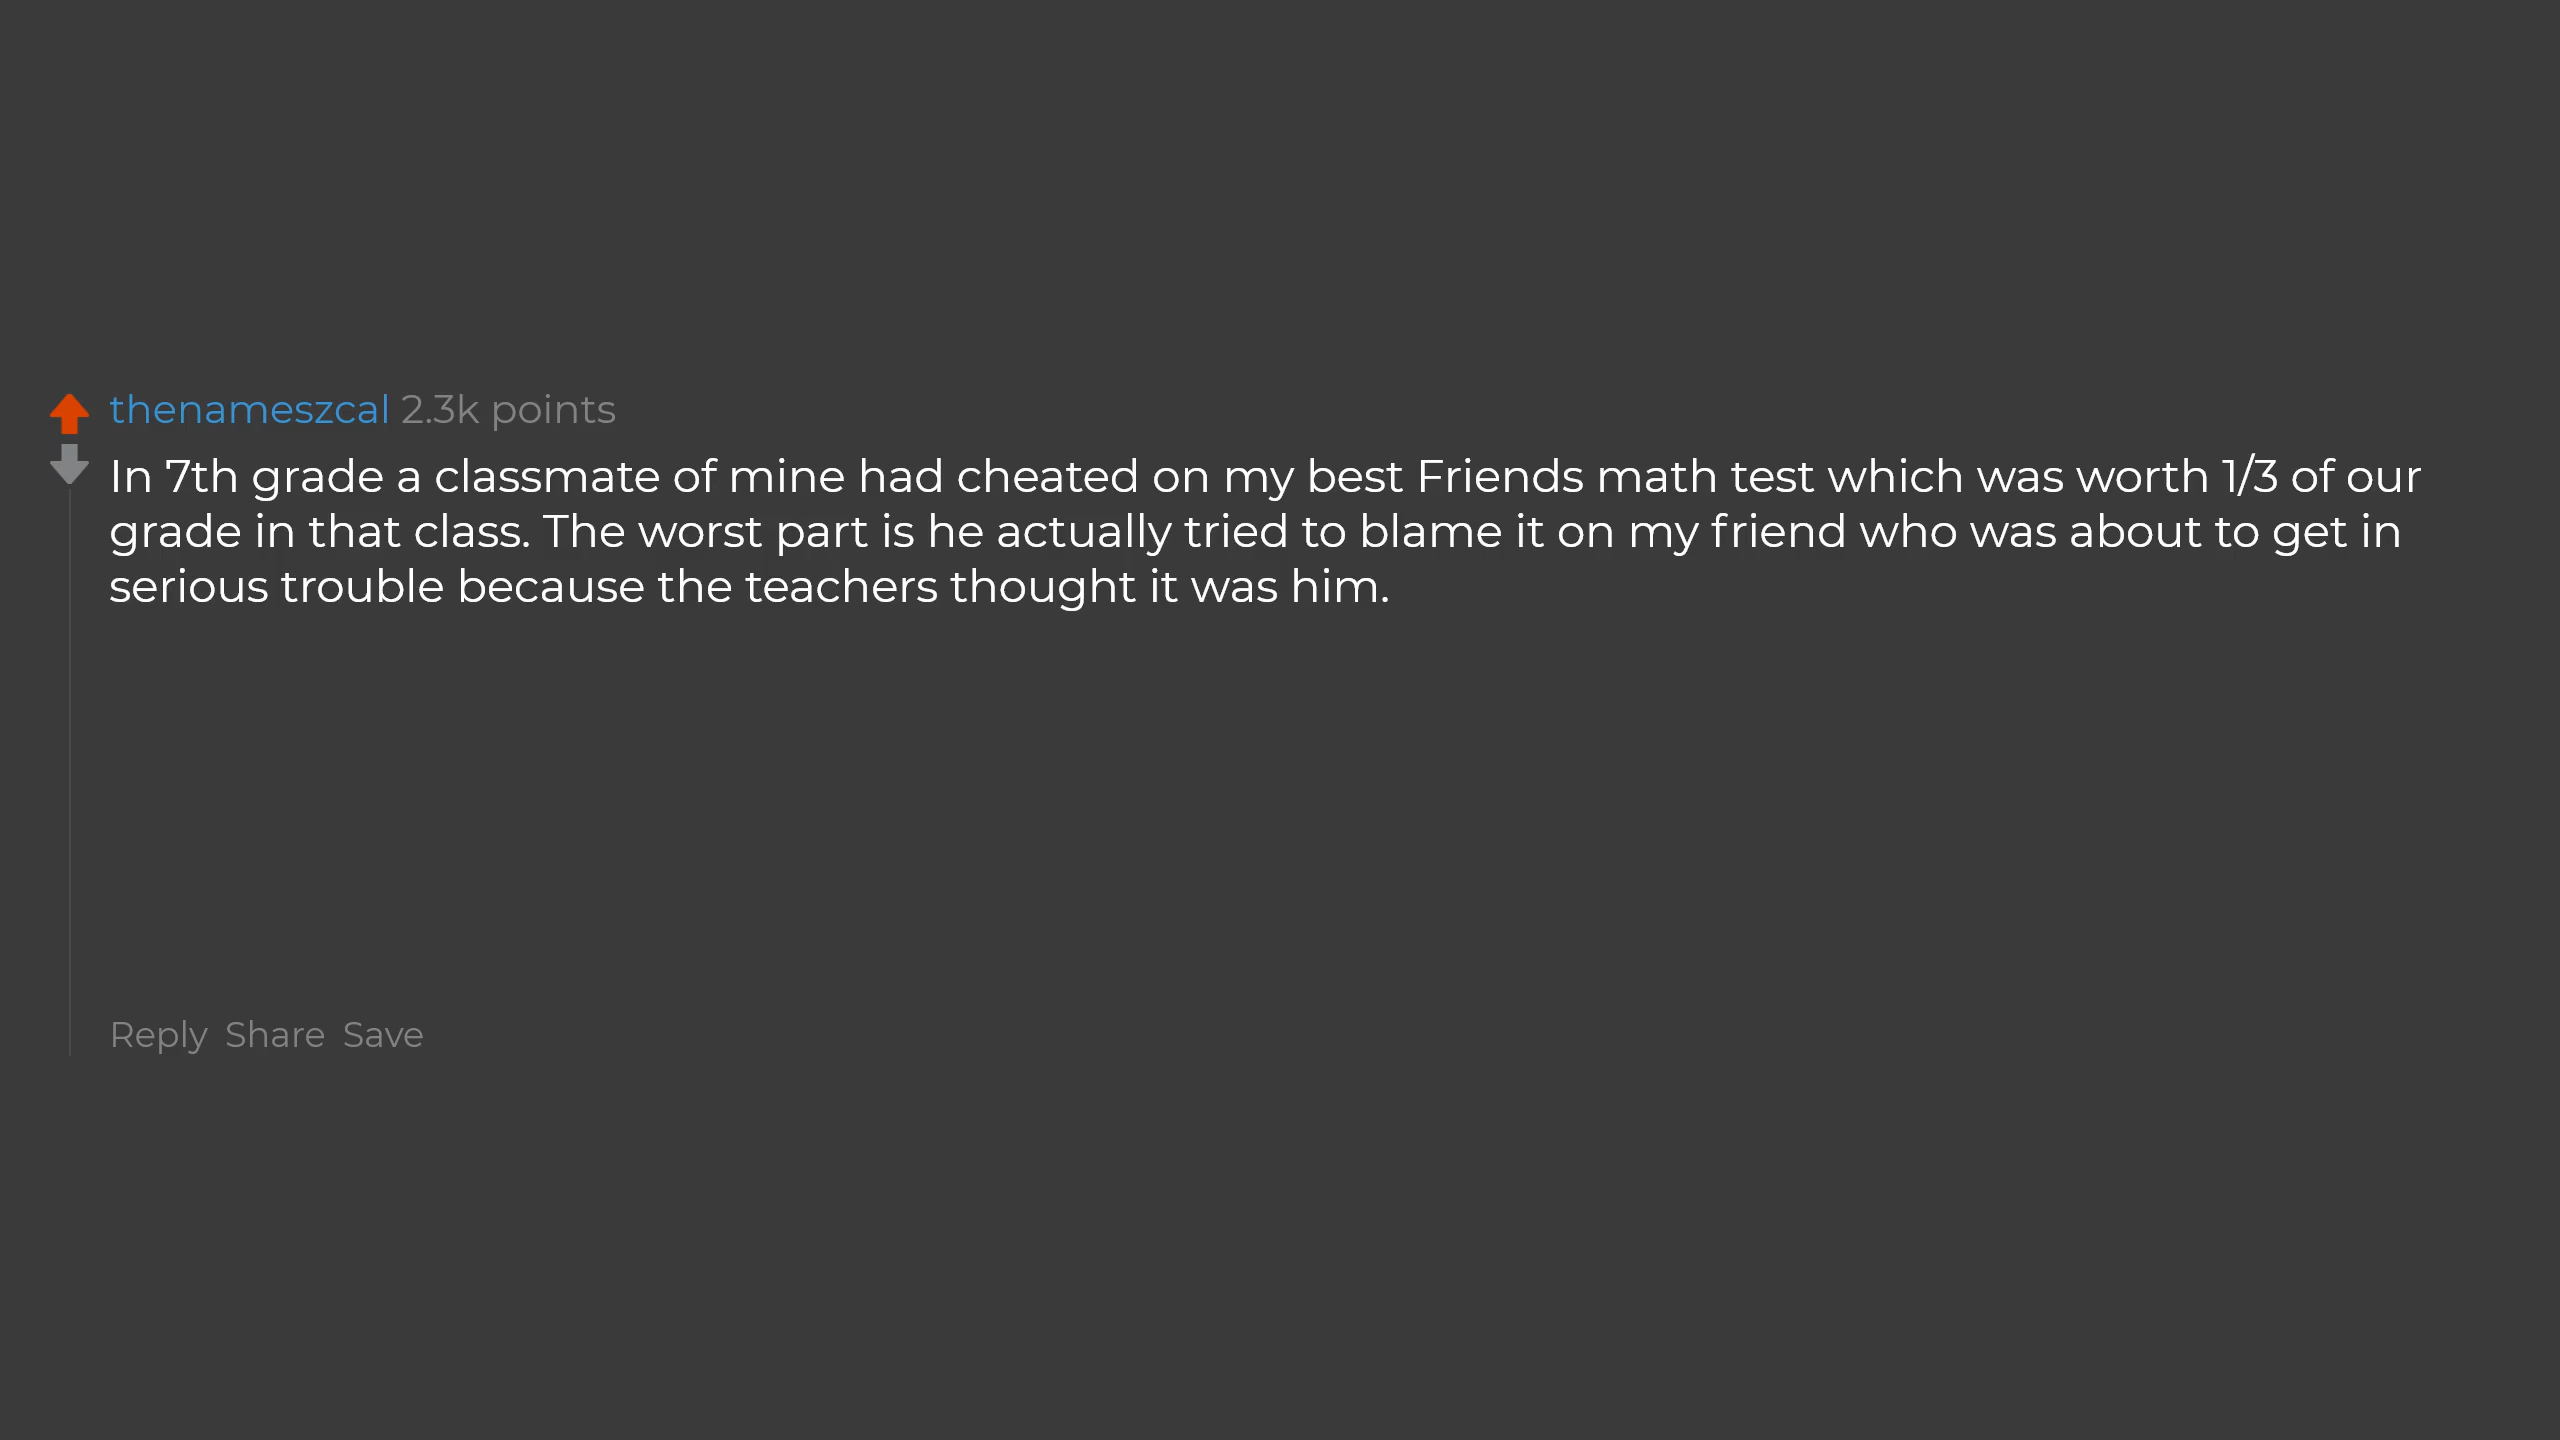 thenameszcal 2.3k points
In 7th grade a classmate of mine had cheated on my best Friends math test which was worth 1/3 of our
grade in that class. The worst part is he actually tried to blame it on my friend who was about to get in
serious trouble because the teachers thought it was him.
Reply Share Save